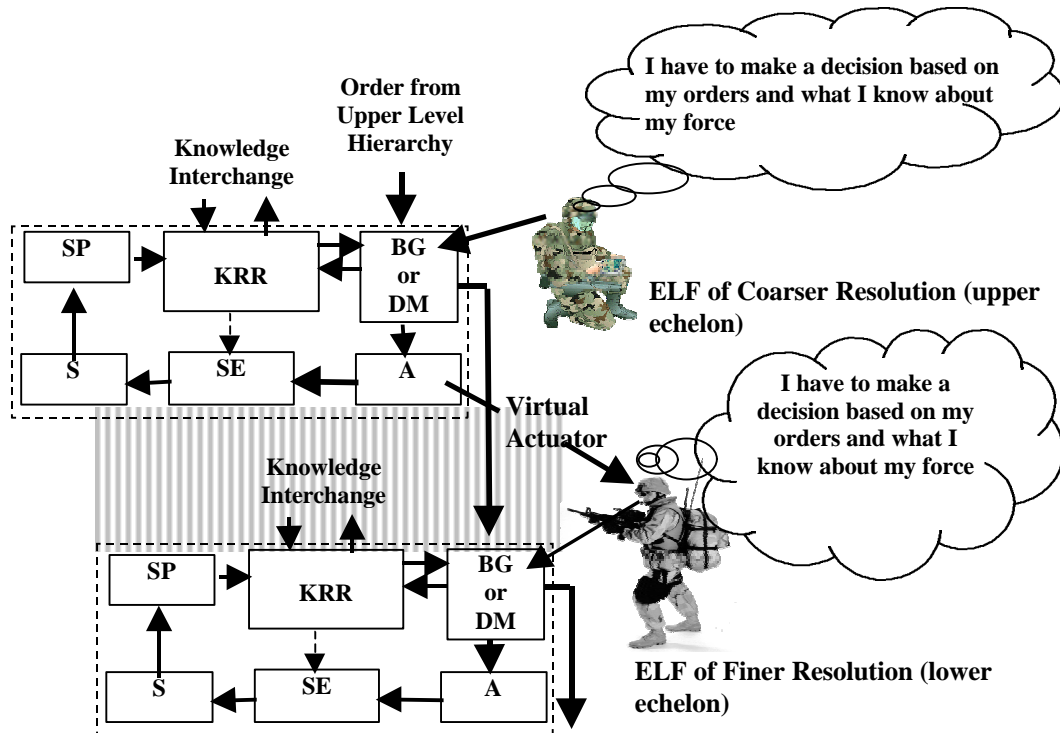 I have to make a decision based on
my orders and what I know about
my force
Order from
Upper Level
Hierarchy
Knowledge
Interchange
SP
KRR
BG
or
DM
S
SE
A
ELF of Coarser Resolution (upper
echelon)
Virtual
Actuator
I have to make a
decision based on my
orders and what I
know about my force
Knowledge
Interchange
SP
KRR
BG
or
DM
S
SE
A
ELF of Finer Resolution (lower
echelon)